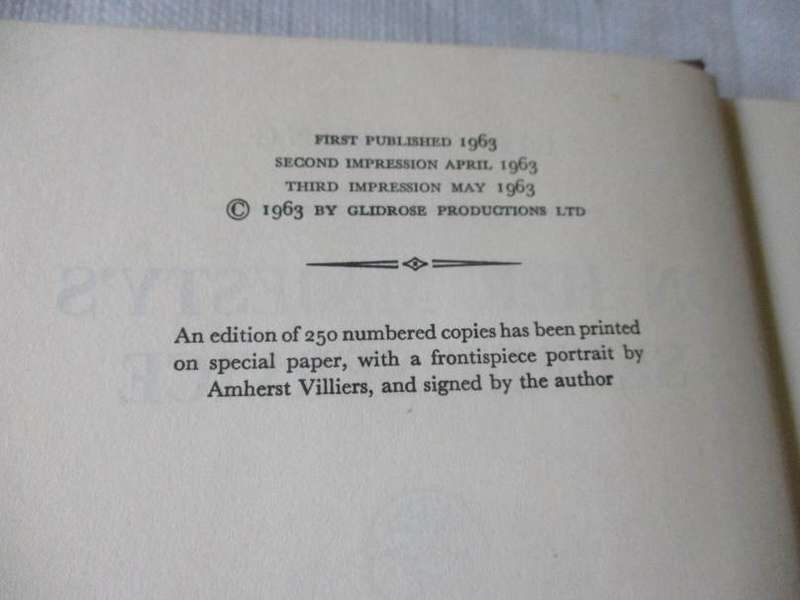 FIRST PUBLISHED 1963
SECOND IMPRESSION APRIL 1963
THIRD IMPRESSION MAY 1963
© 1963 BY GLIDROSE PRODUCTIONS LTD
An edition of 250 numbered copies has been printed
on special paper, with a frontispiece portrait by
Amherst Villiers, and signed by the author